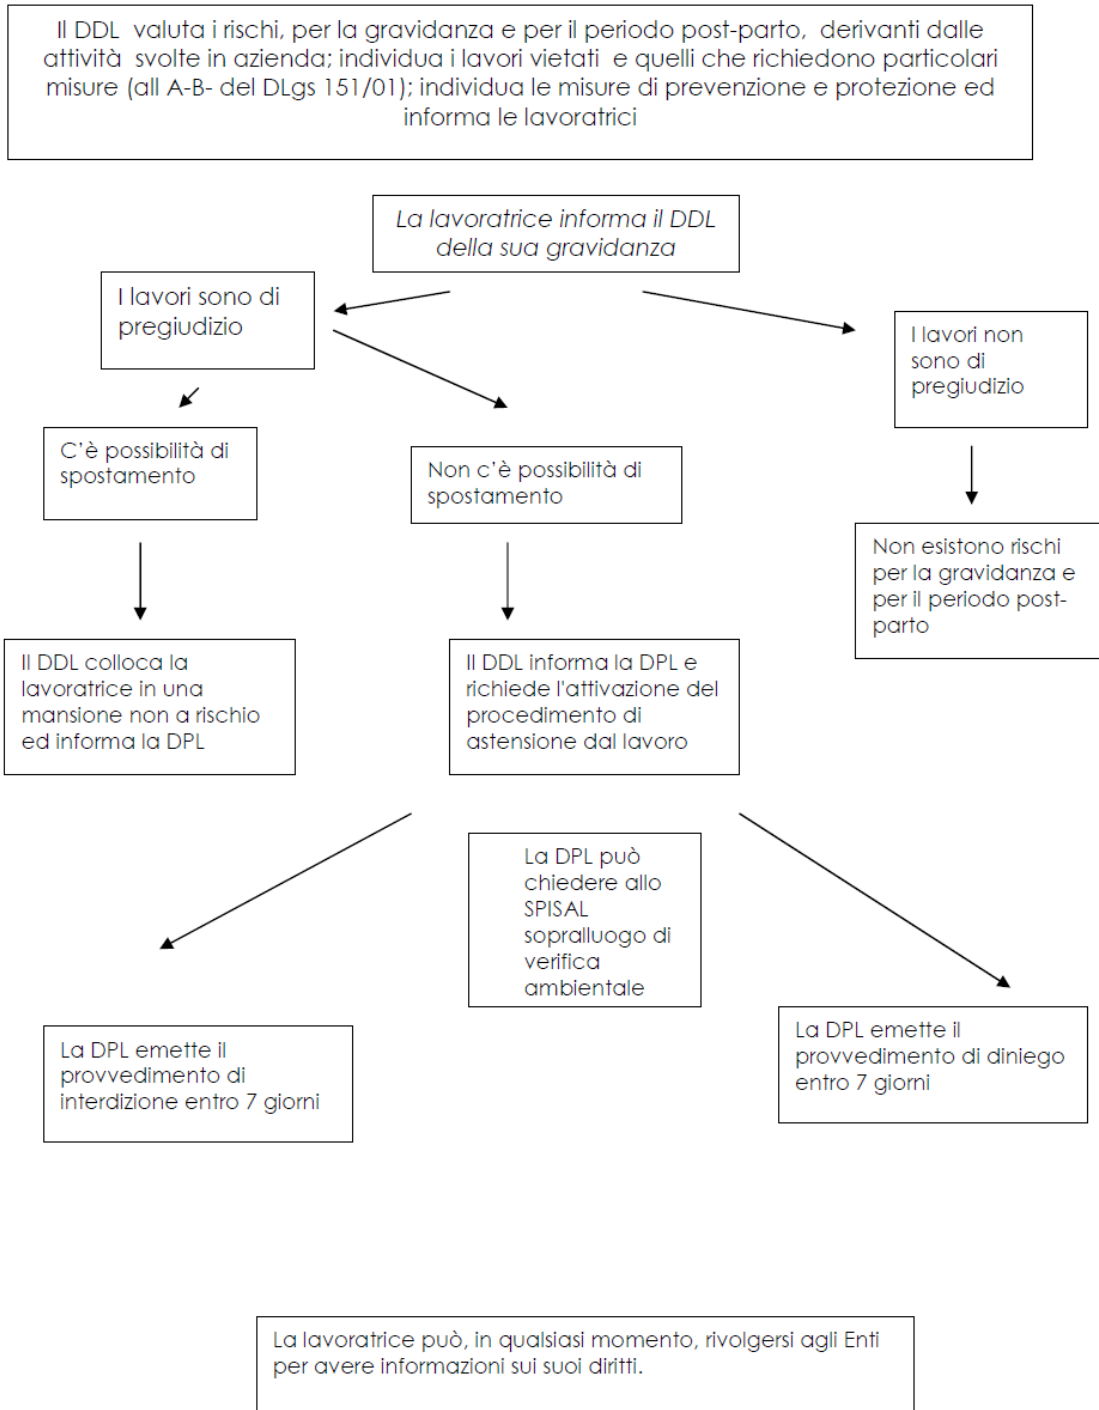 Il DDL valuta i rischi, per la gravidanza e per il periodo post-parto, derivanti dalle
attività svolte in azienda; individua i lavori vietati e quelli che richiedono particolari
misure (all A-B- del DLgs 151/01); individua le misure di prevenzione e protezione ed
informa le lavoratrici
La lavoratrice informa il DDL
della sua gravidanza
I lavori sono di
pregiudizio
I lavori non
sono di
pregiudizio
C'è possibilità di
spostamento
Non c'è possibilità di
spostamento
Non esistono rischi
per la gravidanza e
per il periodo post-
parto
Il DDL colloca la
lavoratrice in una
mansione non a rischio
ed informa la DPL
Il DDL informa la DPL e
richiede l'attivazione del
procedimento di
astensione dal lavoro
La DPL può
chiedere allo
SPISAL
sopralluogo di
verifica
ambientale
La DPL emette il
provvedimento di
interdizione entro 7 giorni
La DPL emette il
provvedimento di diniego
entro 7 giorni
La lavoratrice può, in qualsiasi momento, rivolgersi agli Enti
per avere informazioni sui suoi diritti.